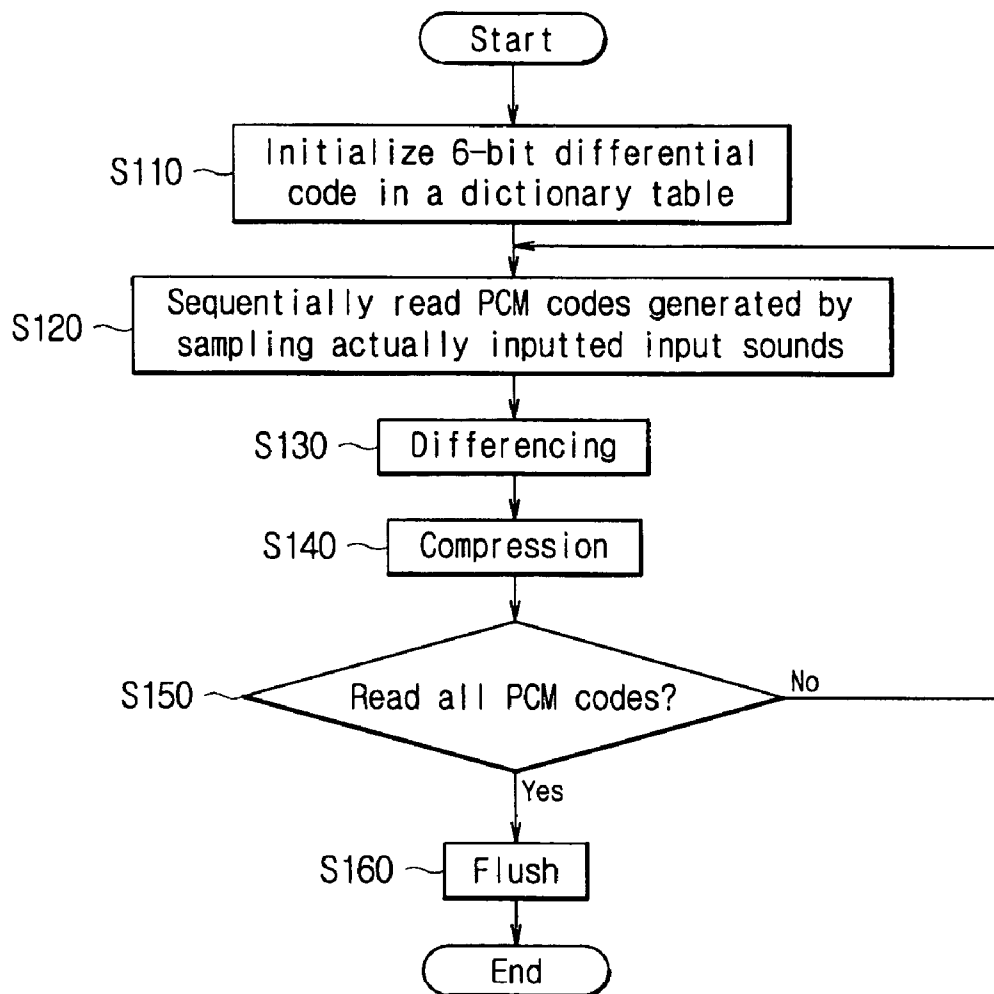 Start
S110
Initialize 6-bit differential
code in a dictionary table
S120
Sequentially read PCM codes generated by
sampling actually inputted input sounds
S130
Differencing
S140
Compression
S150
Read all PCM codes?
No
Yes
S160
Flush
End